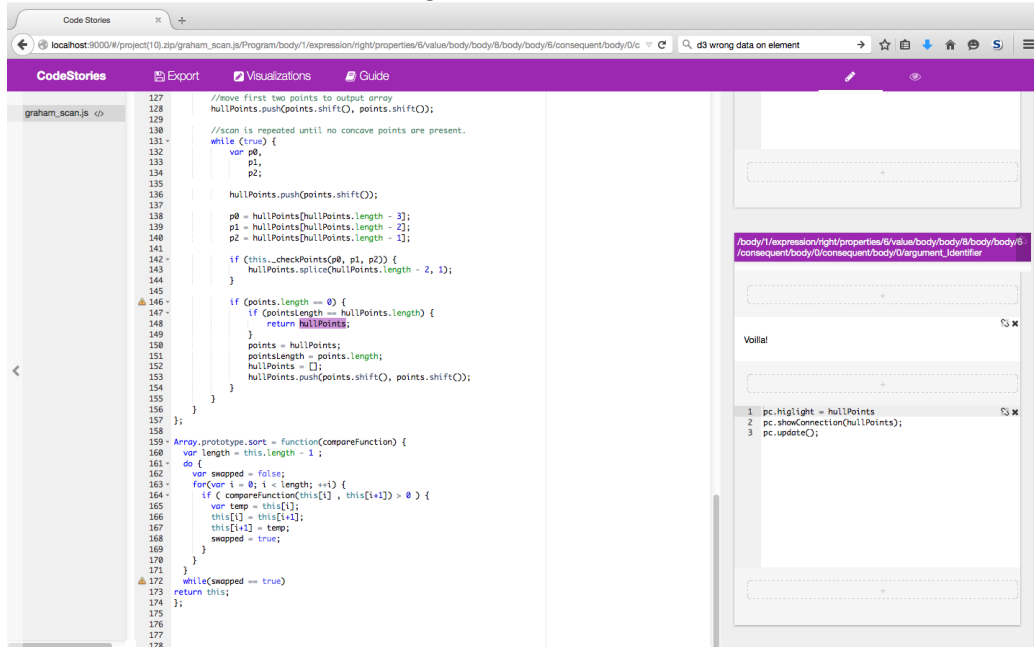 Code Stories
localhost:9000/#/project(10).zip/graham_scan.js/Program/body/1/expression/right/properties/6/value/body/body/8/body/body/6/consequent/body/0/c
d3 wrong data on element
CodeStories Export Visualizations Guide
graham_scan.js </>
127 //move first two points to output array
128 hullPoints.push(points.shift(), points.shift());
129
130 //scan is repeated until no concave points are present.
131 while (true) {
132 var p0,
133 p1,
134 p2;
135
136 hullPoints.push(points.shift());
137
138 p0 = hullPoints[hullPoints.length - 3];
139 p1 = hullPoints[hullPoints.length - 2];
140 p2 = hullPoints[hullPoints.length - 1];
141
142 if (this._checkPoints(p0, p1, p2)) {
143 hullPoints.splice(hullPoints.length - 2, 1);
144 }
145
146 if (points.length == 0) {
147 if (pointsLength == hullPoints.length) {
148 return hullPoints;
149 }
150 points = hullPoints;
151 pointsLength = points.length;
152 hullPoints = [];
153 hullPoints.push(points.shift(), points.shift());
154 }
155 }
156 }
157 };
158
159 Array.prototype.sort = function(compareFunction) {
160 var length = this.length - 1 ;
161 do {
162 var swapped = false;
163 for(var i = 0; i < length; ++i) {
164 if ( compareFunction(this[i] , this[i+1]) > 0 ) {
165 var temp = this[i];
166 this[i] = this[i+1];
167 this[i+1] = temp;
168 swapped = true;
169 }
170 }
171 }
172 while(swapped == true)
173 return this;
174 };
175
176
177
178
/body/1/expression/right/properties/6/value/body/body/8/body/body/6
/consequent/body/0/consequent/body/0/argument_Identifier
Voilla!
1 pc.higlight = hullPoints
2 pc.showConnection(hullPoints);
3 pc.update();